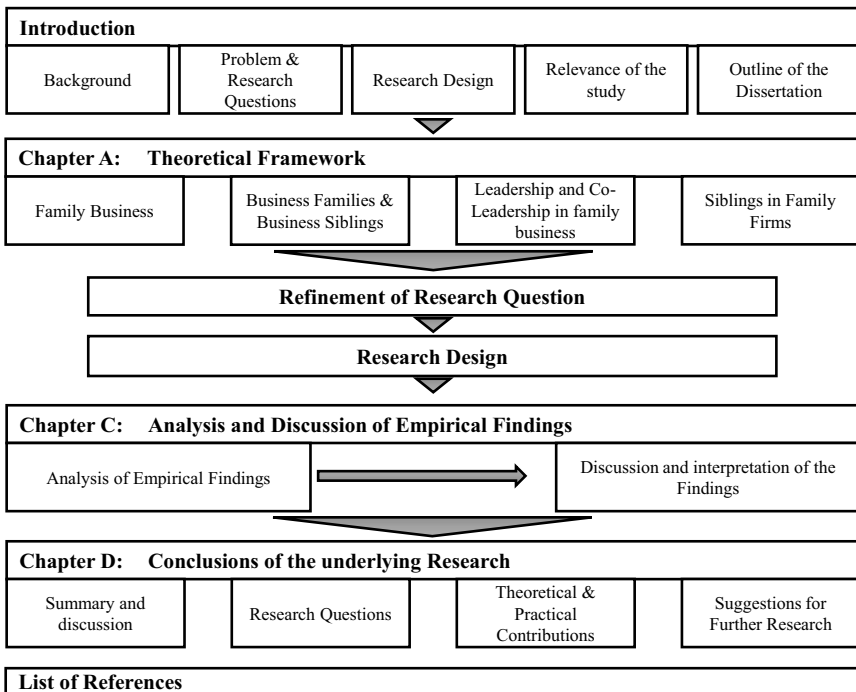 Introduction
Background
Problem &
Research
Questions
Research Design
Relevance of the
study
Outline of the
Dissertation
Chapter A: Theoretical Framework
Family Business
Business Families &
Business Siblings
Leadership and Co-
Leadership in family
business
Siblings in Family
Firms
Refinement of Research Question
Research Design
Chapter C: Analysis and Discussion of Empirical Findings
Analysis of Empirical Findings
Discussion and interpretation of the
Findings
Chapter D: Conclusions of the underlying Research
Summary and
discussion
Research Questions
Theoretical &
Practical
Contributions
Suggestions for
Further Research
List of References